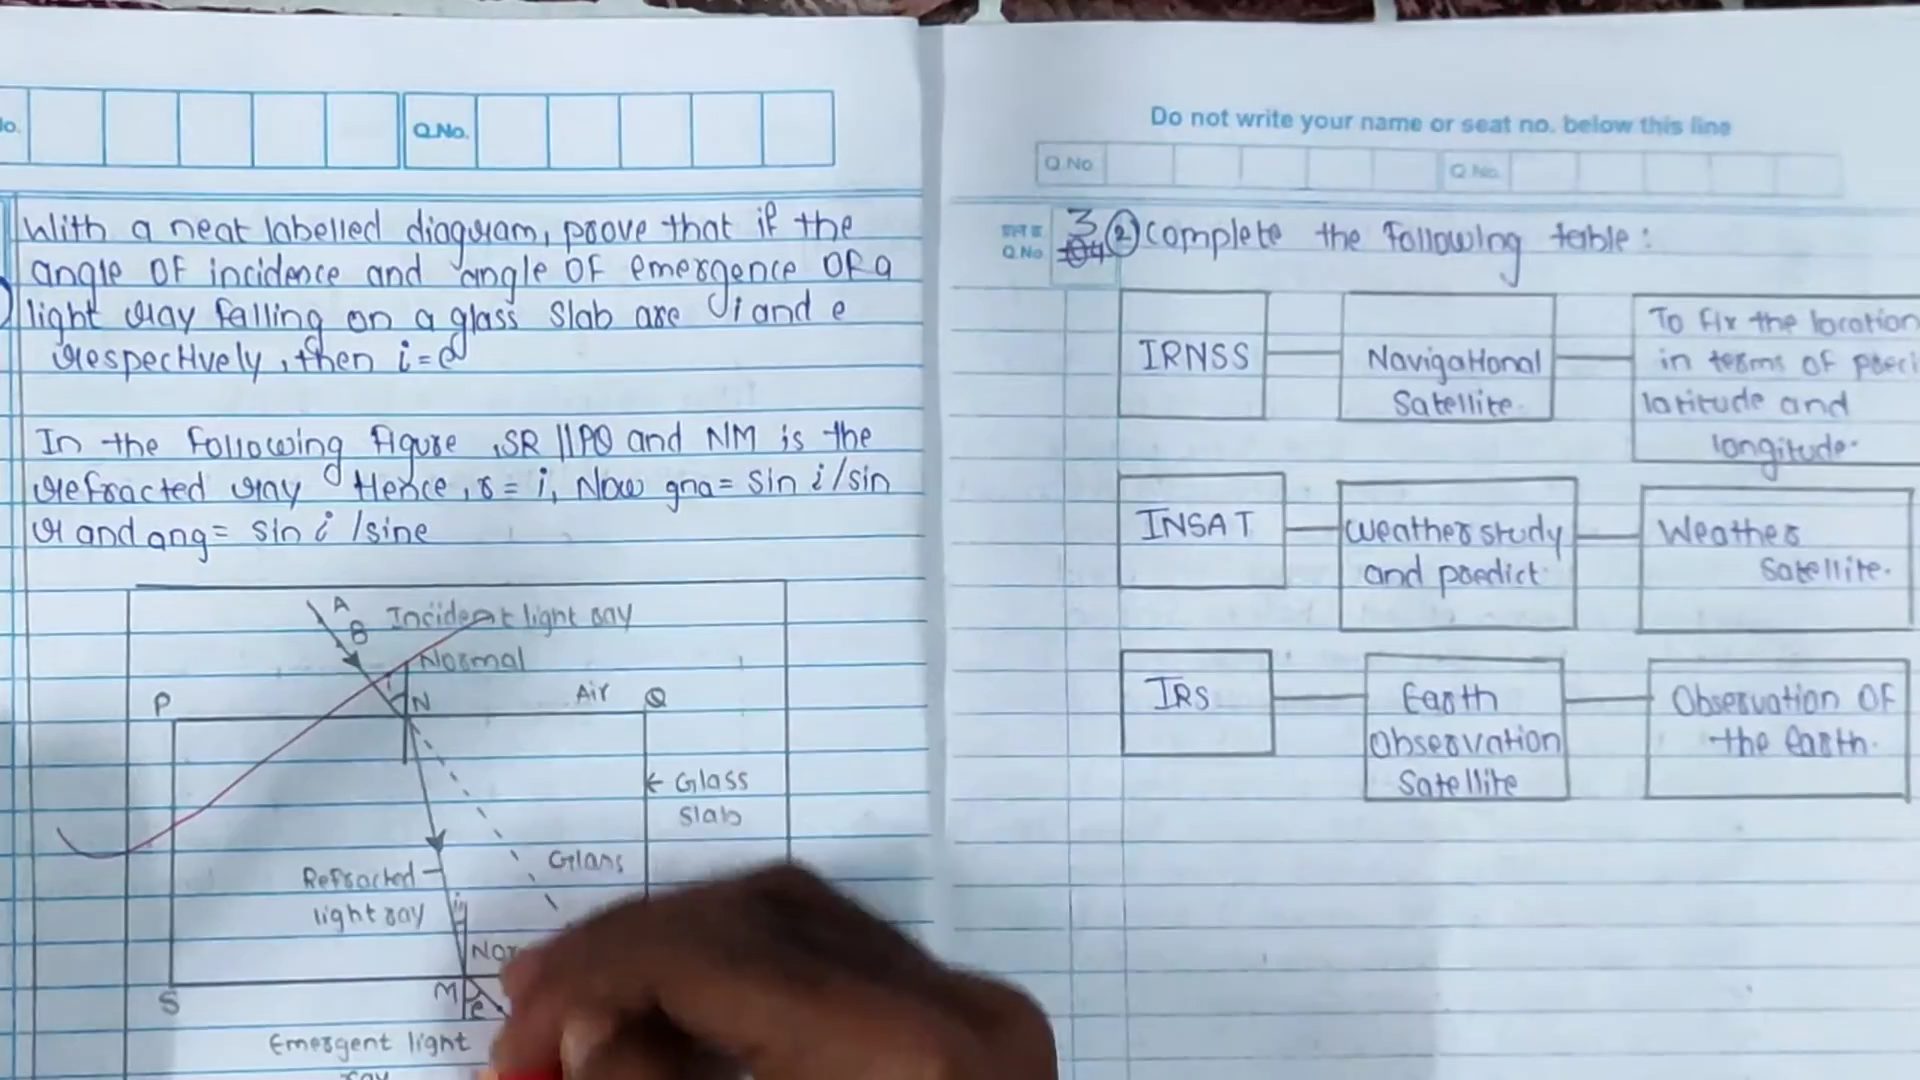 Q.No.
With a neat labelled diagram, prove that if the
angle of incidence and angle of emergence of a
light ray falling on a glass slab are i and e
respectively, then i = e
In the following figure, SR || PQ and NM is the
refracted ray Hence, r = i, Now gna = sin i / sin
r and ang = sin i / sine
A
B
Incident light ray
Normal
N
Air
P
Q
Glass
slab
Glass
Refracted
light ray
S
M
e
Emergent light
ray
Do not write your name or seat no. below this line
Q.No.
Q.No.
Q.No.
3 (2) Complete the following table:
IRNSS
Navigational
Satellite.
To fix the location
in terms of
latitude and
longitude.
INSAT
Weather study
and predict.
Weather
Satellite.
IRS
Earth
Observation
Satellite
Observation of
the Earth.